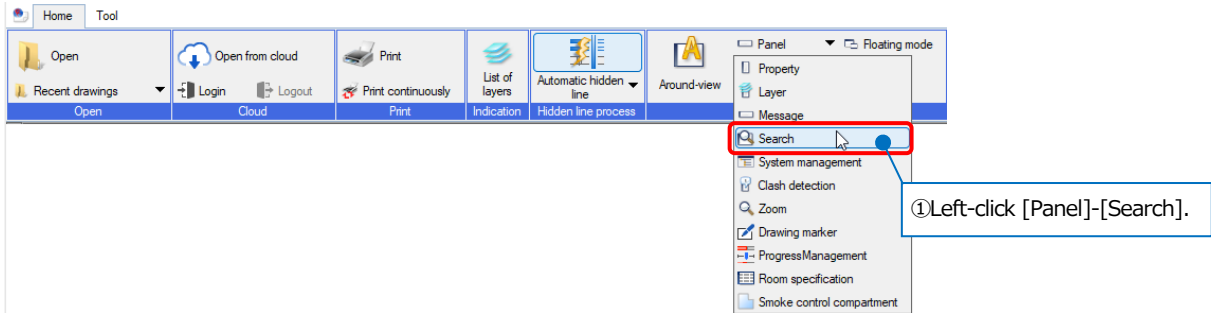 Home Tool
Open
Recent drawings
Open
Open from cloud
Login Logout
Cloud
Print
Print continuously
Print
List of
layers
Indication
Automatic hidden
line
Hidden line process
Around-view
Panel Floating mode
Property
Layer
Message
Search
System management
Clash detection
Zoom
Drawing marker
ProgressManagement
Room specification
Smoke control compartment
①Left-click [Panel]-[Search].